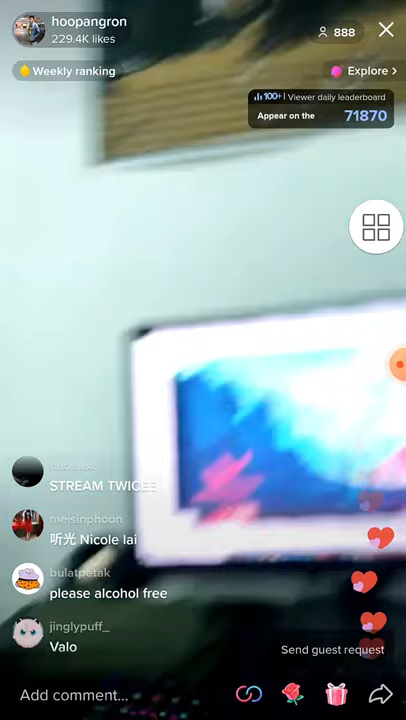 hoopangron
229.4K likes
888
Weekly ranking
Explore
100+ | Viewer daily leaderboard
Appear on the 71870
STREAM TWICEE
meisinphoon
听光 Nicole lai
bulatpetak
please alcohol free
jinglypuff_
Valo
Send guest request
Add comment...